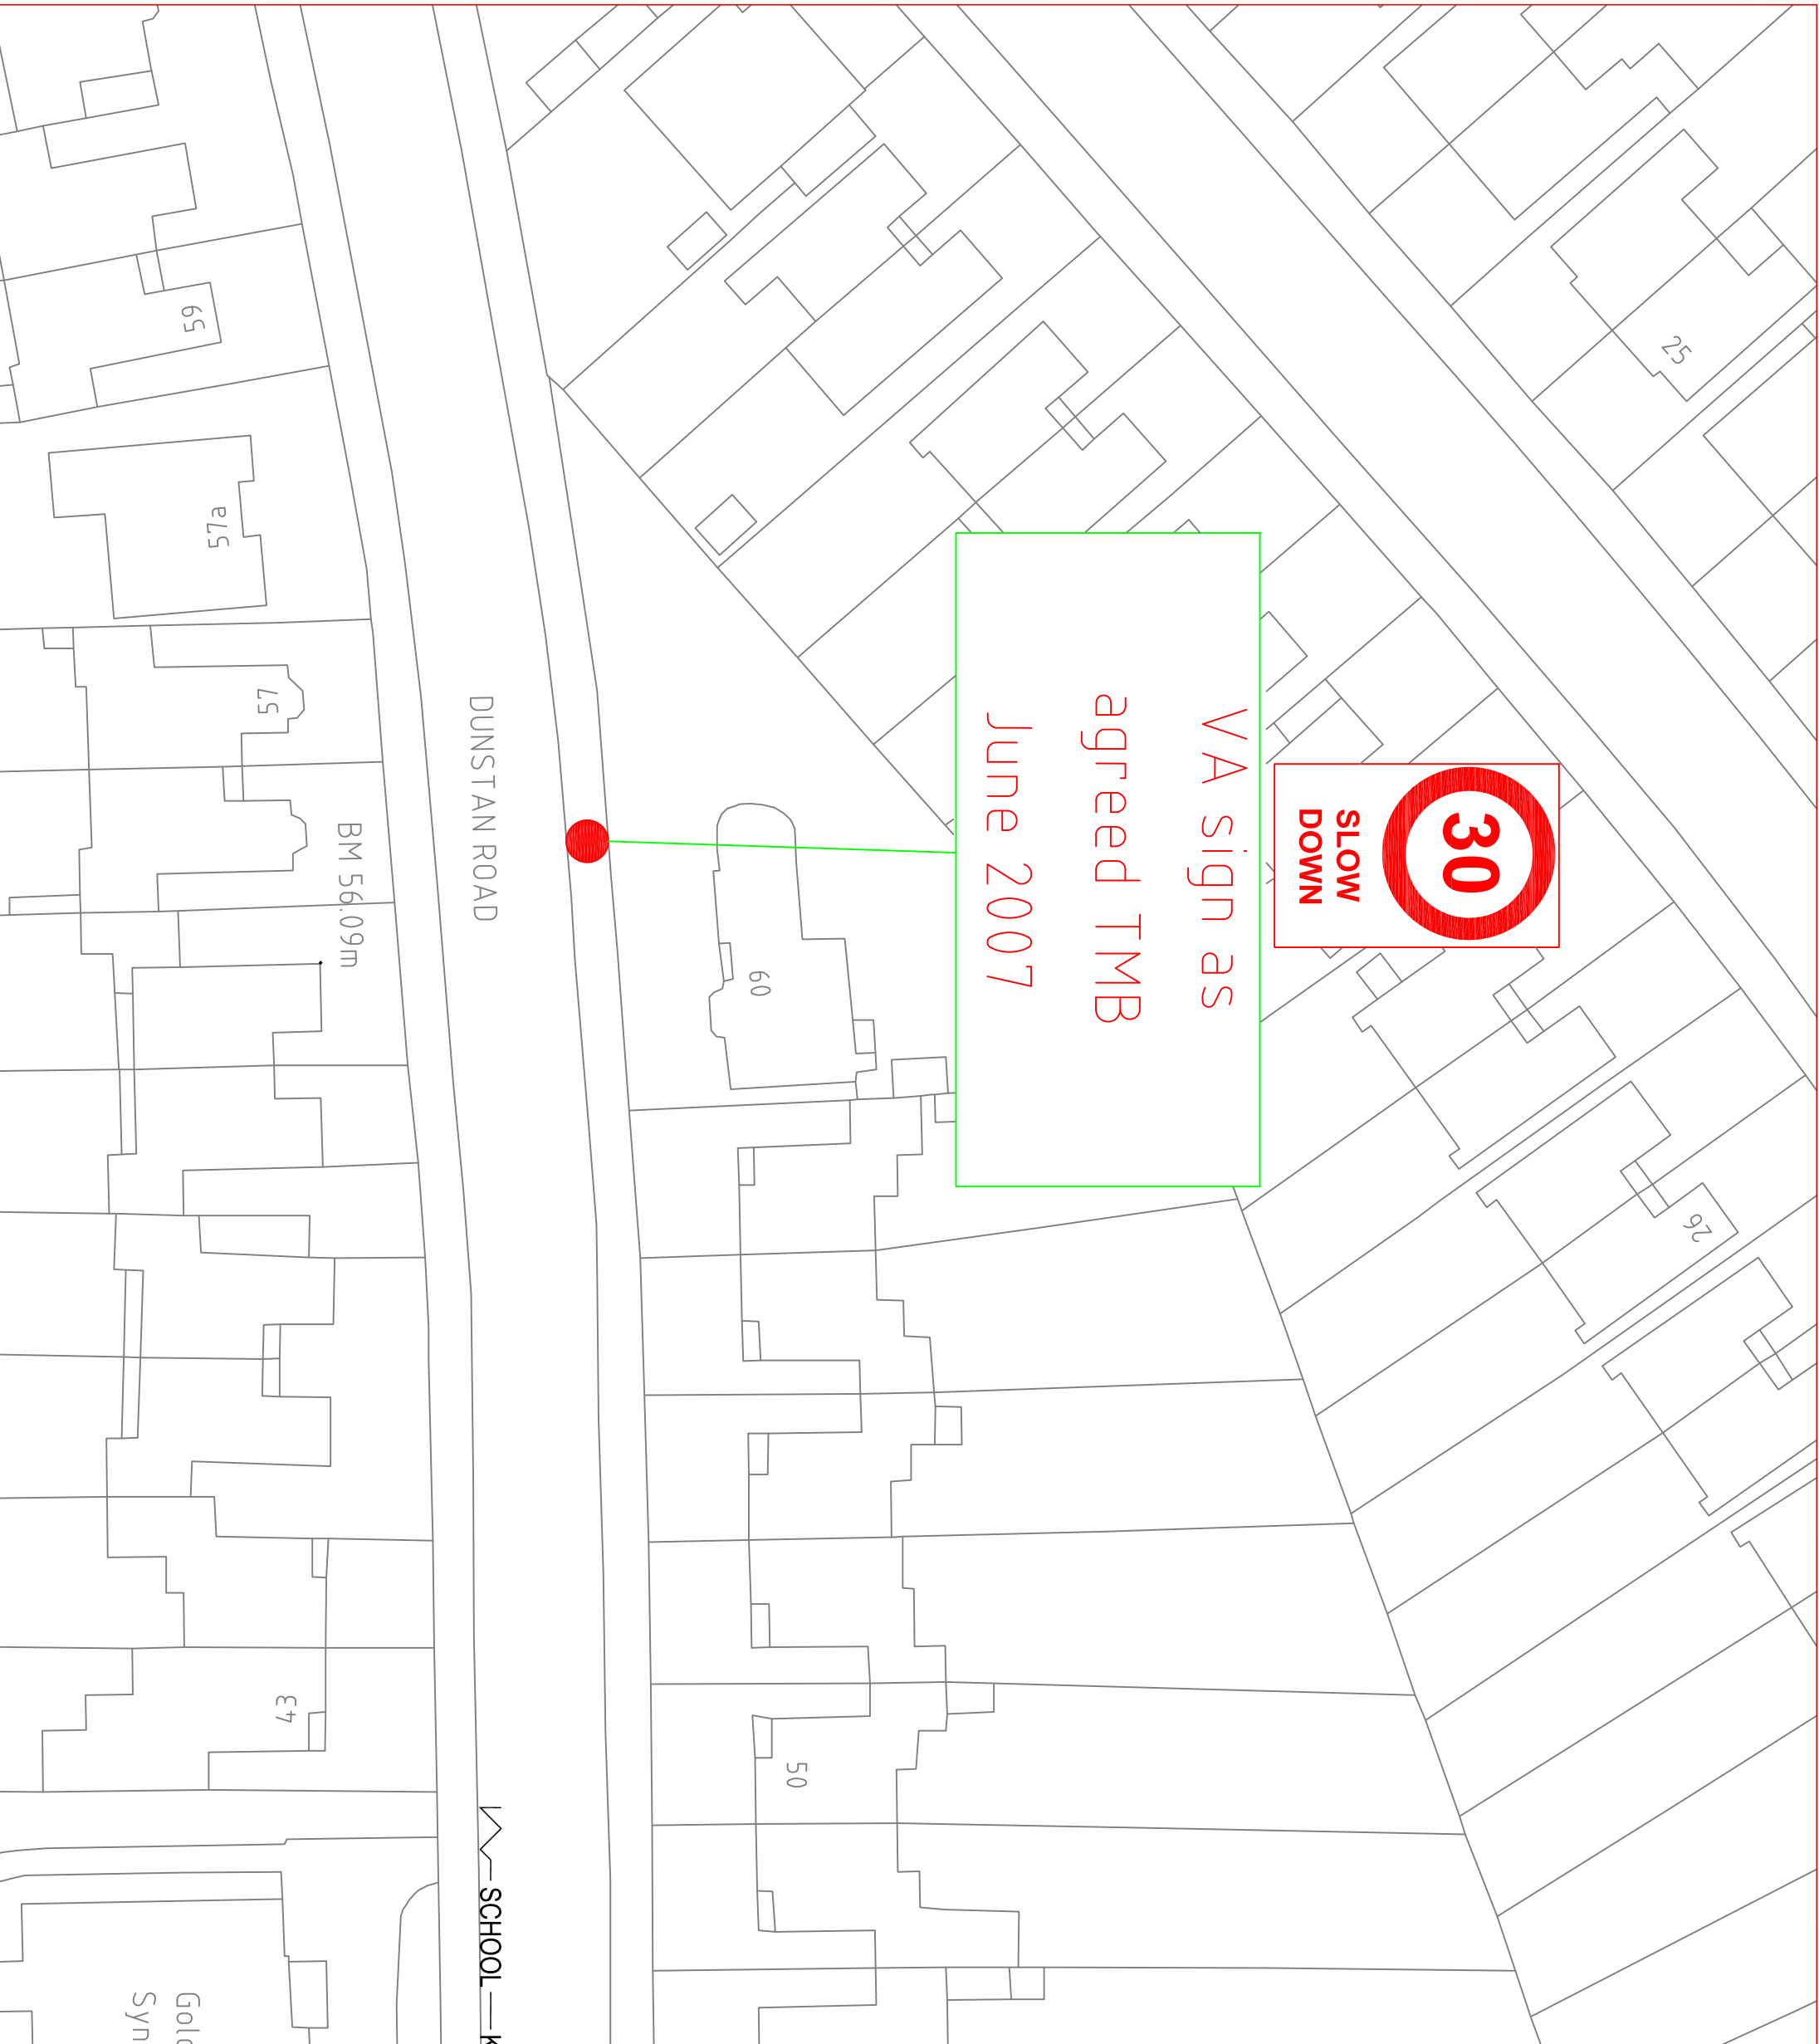 VA sign as
agreed TMB
June 2007
30
SLOW
DOWN
DUNSTAN ROAD
BM 56.09m
59
57a
57
60
43
50
25
26
SCHOOL